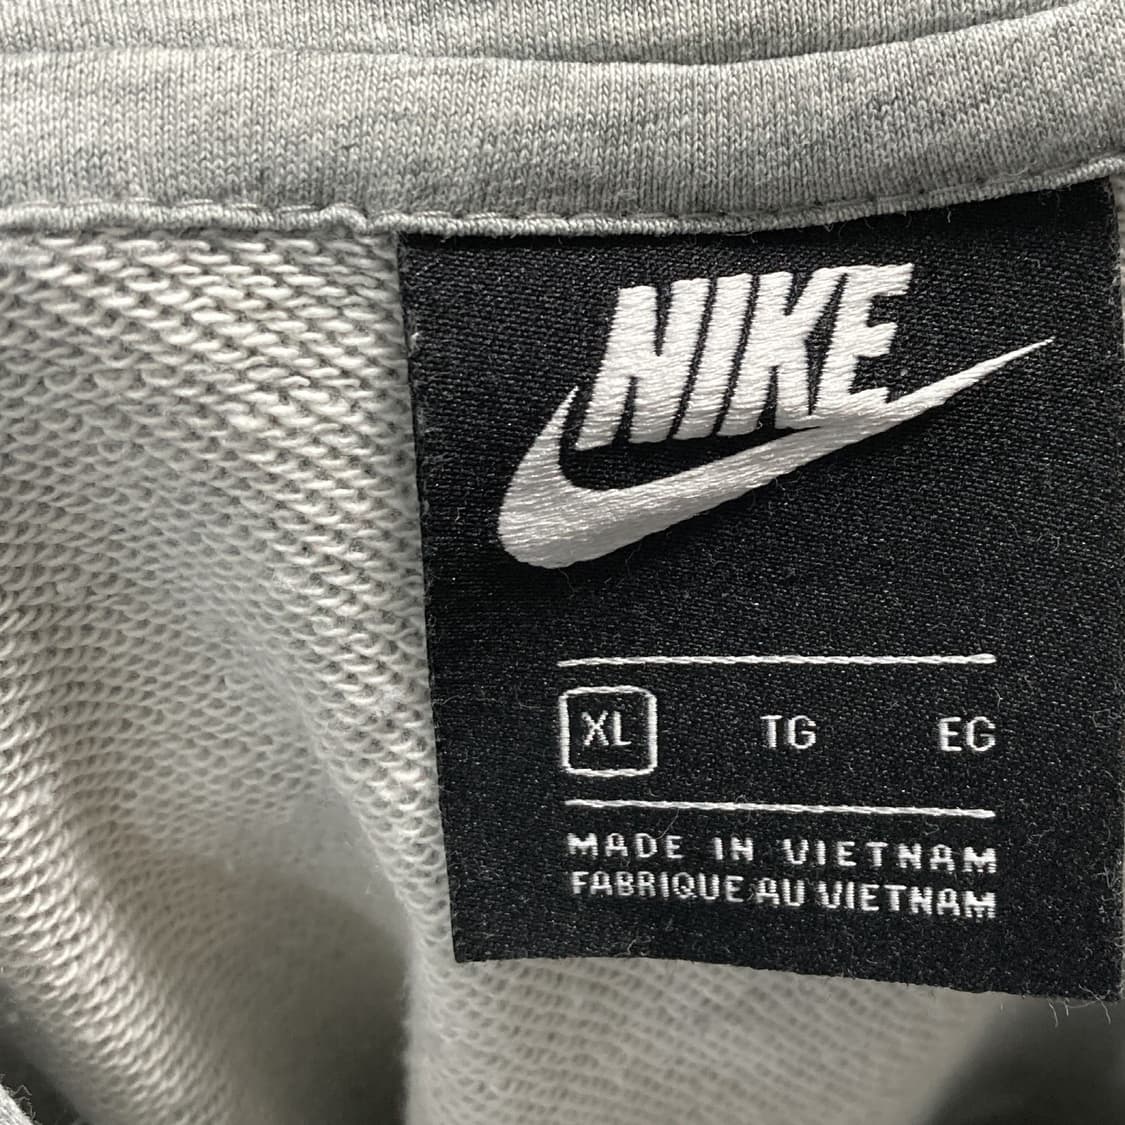 NIKE
XL TG EG
MADE IN VIETNAM
FABRIQUE AU VIETNAM